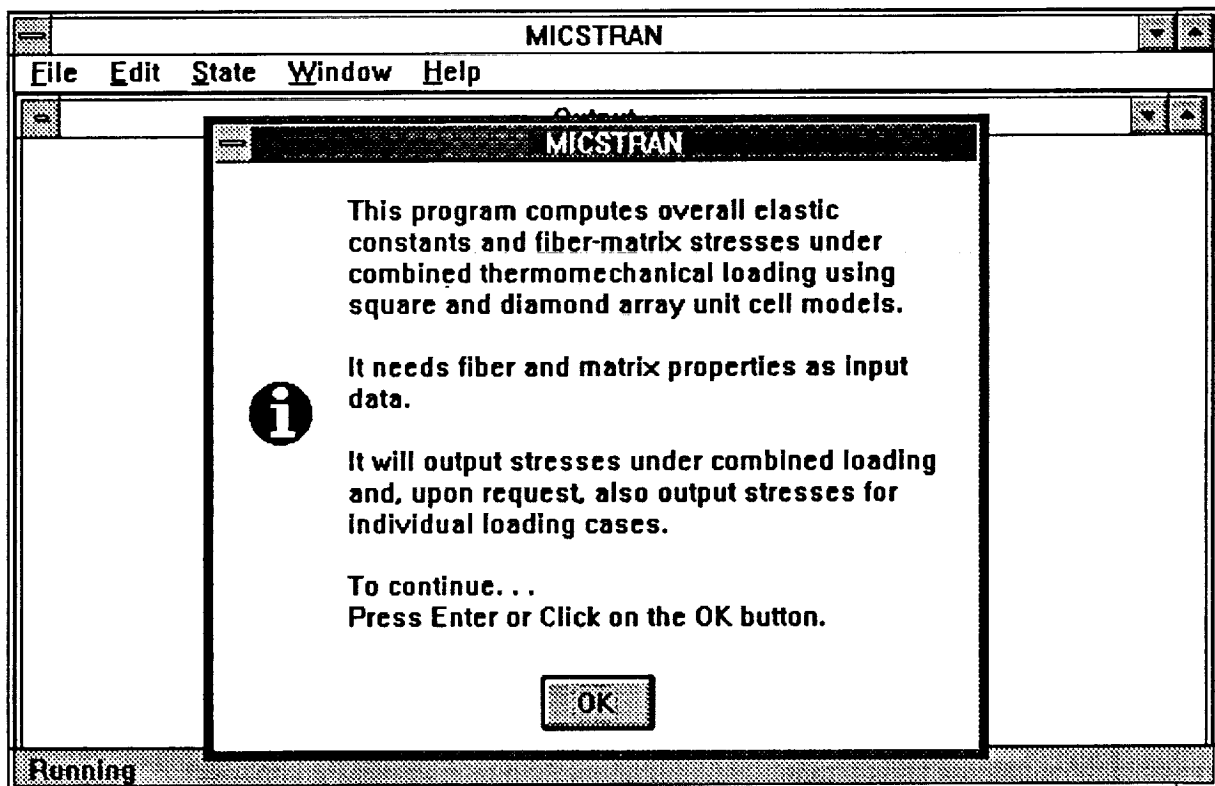 MICSTRAN
File Edit State Window Help
Output
MICSTRAN
This program computes overall elastic
constants and fiber-matrix stresses under
combined thermomechanical loading using
square and diamond array unit cell models.
It needs fiber and matrix properties as input
data.
It will output stresses under combined loading
and, upon request, also output stresses for
individual loading cases.
To continue. . .
Press Enter or Click on the OK button.
OK
Running